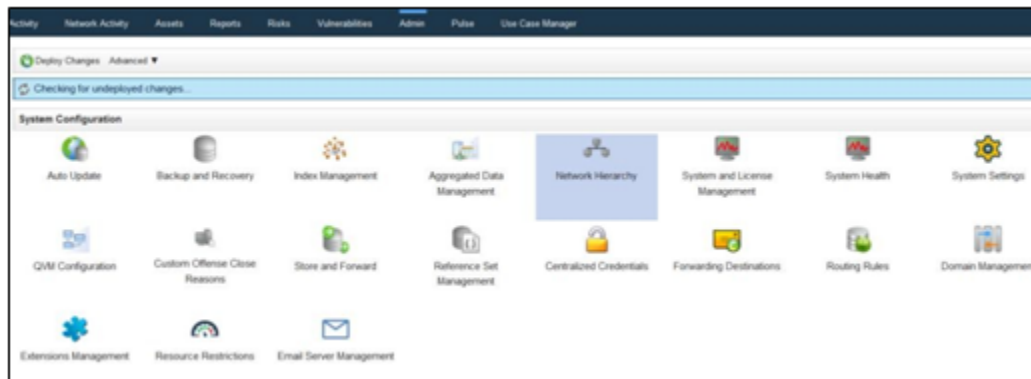 Activity Network Activity Assets Reports Risks Vulnerabilities Admin Pulse Use Case Manager
Deploy Changes Advanced ▼
Checking for undeployed changes...
System Configuration
Auto Update Backup and Recovery Index Management Aggregated Data Network Hierarchy System and License System Health System Settings
Management Management
QVM Configuration Custom Offense Close Store and Forward Reference Set Centralized Credentials Forwarding Destinations Routing Rules Domain Management
Reasons Management
Extensions Management Resource Restrictions Email Server Management